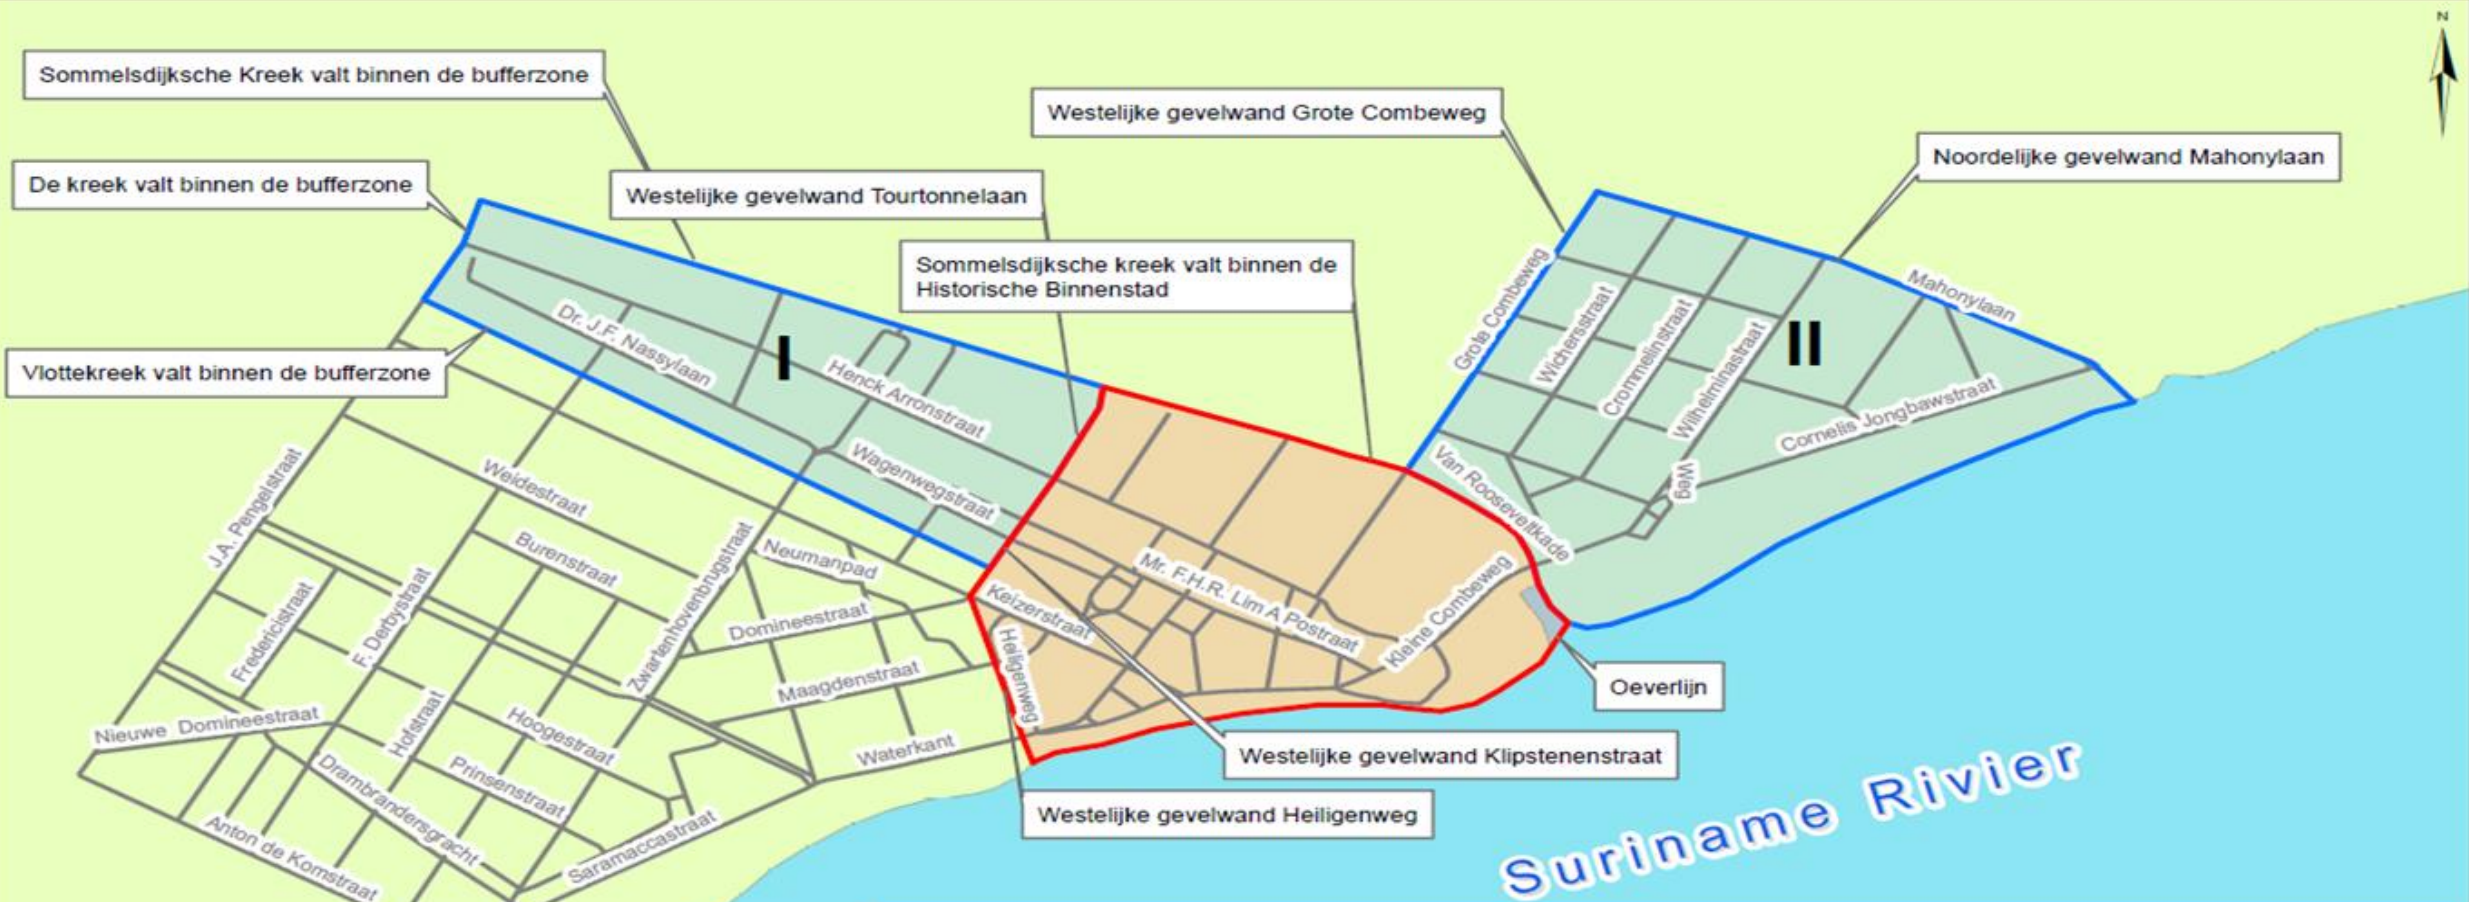 N
Sommelsdijksche Kreek valt binnen de bufferzone
Westelijke gevelwand Grote Combeweg
Noordelijke gevelwand Mahonylaan
De kreek valt binnen de bufferzone
Westelijke gevelwand Tourtonnelaan
Sommelsdijksche kreek valt binnen de
Historische Binnenstad
Vlottekreek valt binnen de bufferzone
I
II
Grote Combeweg
Wichersstraat
Crommelinstraat
Wilhelminastraat
Mahonylaan
Cornelis Jongbawstraat
Weg
Van Rooseveltkade
Dr. J.F. Nassylaan
Henck Arronstraat
Wagenwegstraat
Mr. F.H.R. Lim A Postraat
Kleine Combeweg
Keizerstraat
Heiligenweg
J.A. Pengelstraat
Weidestraat
Burenstraat
Zwartenhovenbrugstraat
Neumanpad
Domineestraat
Maagdenstraat
Waterkant
Fredericistraat
F. Derbystraat
Hofstraat
Nieuwe Domineestraat
Hoogestraat
Prinsenstraat
Drambrandersgracht
Anton de Komstraat
Saramaccastraat
Oeverlijn
Westelijke gevelwand Klipstenenstraat
Westelijke gevelwand Heiligenweg
Suriname Rivier